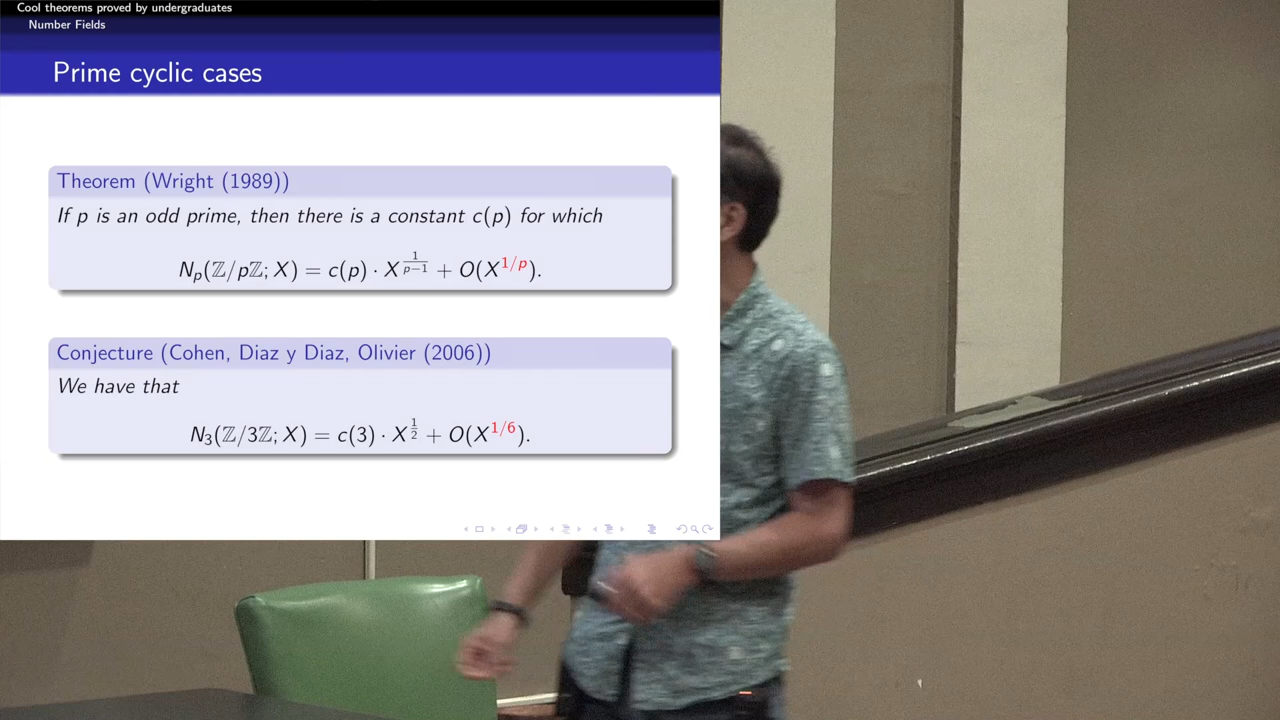 Cool theorems proved by undergraduates
Number Fields
Prime cyclic cases
Theorem (Wright (1989))
If p is an odd prime, then there is a constant c(p) for which
N_p(ℤ/pℤ; X) = c(p) · X^{1/(p−1)} + O(X^{1/p}).
Conjecture (Cohen, Diaz y Diaz, Olivier (2006))
We have that
N_3(ℤ/3ℤ; X) = c(3) · X^{1/2} + O(X^{1/6}).